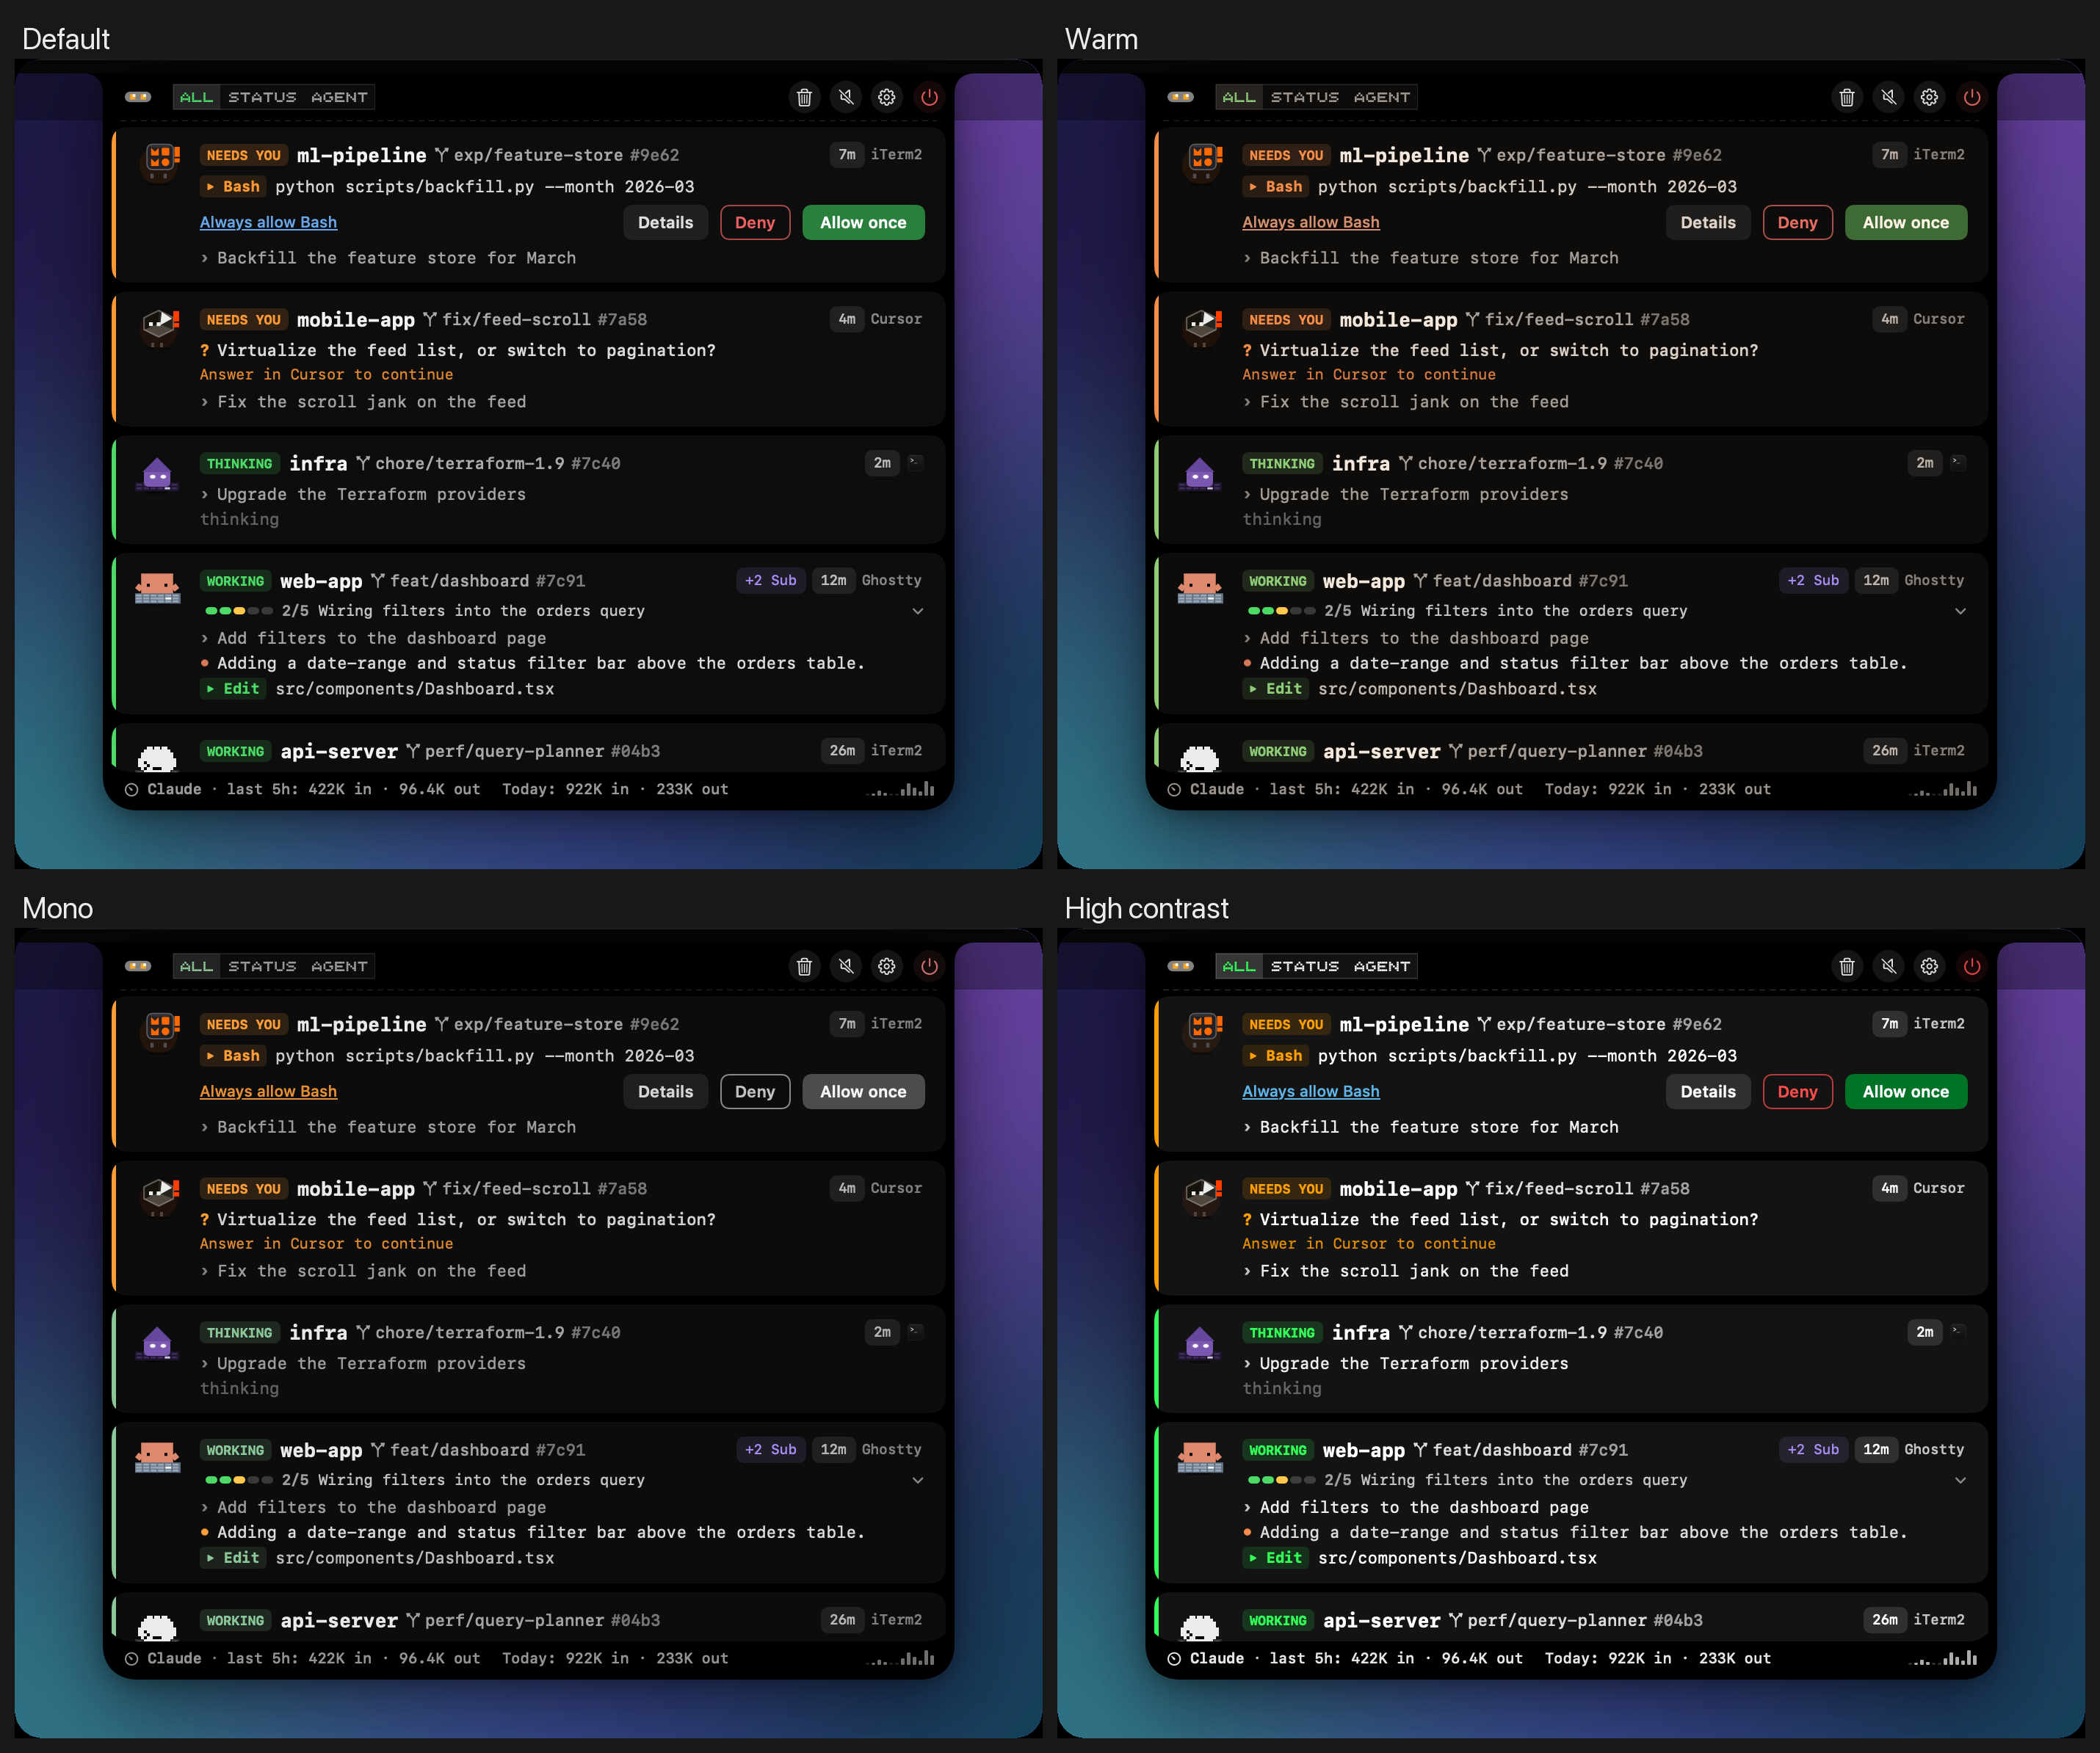 Default
ALL STATUS AGENT
NEEDS YOU ml-pipeline exp/feature-store #9e62 7m iTerm2
▸ Bash python scripts/backfill.py --month 2026-03
Always allow Bash Details Deny Allow once
› Backfill the feature store for March
NEEDS YOU mobile-app fix/feed-scroll #7a58 4m Cursor
? Virtualize the feed list, or switch to pagination?
Answer in Cursor to continue
› Fix the scroll jank on the feed
THINKING infra chore/terraform-1.9 #7c40 2m
› Upgrade the Terraform providers
thinking
WORKING web-app feat/dashboard #7c91 +2 Sub 12m Ghostty
2/5 Wiring filters into the orders query
› Add filters to the dashboard page
• Adding a date-range and status filter bar above the orders table.
▸ Edit src/components/Dashboard.tsx
WORKING api-server perf/query-planner #04b3 26m iTerm2
Claude · last 5h: 422K in · 96.4K out Today: 922K in · 233K out
Warm
ALL STATUS AGENT
NEEDS YOU ml-pipeline exp/feature-store #9e62 7m iTerm2
▸ Bash python scripts/backfill.py --month 2026-03
Always allow Bash Details Deny Allow once
› Backfill the feature store for March
NEEDS YOU mobile-app fix/feed-scroll #7a58 4m Cursor
? Virtualize the feed list, or switch to pagination?
Answer in Cursor to continue
› Fix the scroll jank on the feed
THINKING infra chore/terraform-1.9 #7c40 2m
› Upgrade the Terraform providers
thinking
WORKING web-app feat/dashboard #7c91 +2 Sub 12m Ghostty
2/5 Wiring filters into the orders query
› Add filters to the dashboard page
• Adding a date-range and status filter bar above the orders table.
▸ Edit src/components/Dashboard.tsx
WORKING api-server perf/query-planner #04b3 26m iTerm2
Claude · last 5h: 422K in · 96.4K out Today: 922K in · 233K out
Mono
ALL STATUS AGENT
NEEDS YOU ml-pipeline exp/feature-store #9e62 7m iTerm2
▸ Bash python scripts/backfill.py --month 2026-03
Always allow Bash Details Deny Allow once
› Backfill the feature store for March
NEEDS YOU mobile-app fix/feed-scroll #7a58 4m Cursor
? Virtualize the feed list, or switch to pagination?
Answer in Cursor to continue
› Fix the scroll jank on the feed
THINKING infra chore/terraform-1.9 #7c40 2m
› Upgrade the Terraform providers
thinking
WORKING web-app feat/dashboard #7c91 +2 Sub 12m Ghostty
2/5 Wiring filters into the orders query
› Add filters to the dashboard page
• Adding a date-range and status filter bar above the orders table.
▸ Edit src/components/Dashboard.tsx
WORKING api-server perf/query-planner #04b3 26m iTerm2
Claude · last 5h: 422K in · 96.4K out Today: 922K in · 233K out
High contrast
ALL STATUS AGENT
NEEDS YOU ml-pipeline exp/feature-store #9e62 7m iTerm2
▸ Bash python scripts/backfill.py --month 2026-03
Always allow Bash Details Deny Allow once
› Backfill the feature store for March
NEEDS YOU mobile-app fix/feed-scroll #7a58 4m Cursor
? Virtualize the feed list, or switch to pagination?
Answer in Cursor to continue
› Fix the scroll jank on the feed
THINKING infra chore/terraform-1.9 #7c40 2m
› Upgrade the Terraform providers
thinking
WORKING web-app feat/dashboard #7c91 +2 Sub 12m Ghostty
2/5 Wiring filters into the orders query
› Add filters to the dashboard page
• Adding a date-range and status filter bar above the orders table.
▸ Edit src/components/Dashboard.tsx
WORKING api-server perf/query-planner #04b3 26m iTerm2
Claude · last 5h: 422K in · 96.4K out Today: 922K in · 233K out